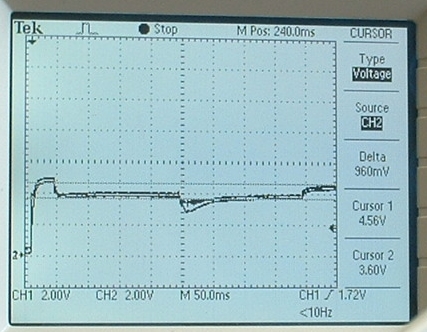 Tek Stop M Pos: 240.0ms CURSOR
Type
Voltage
Source
CH2
Delta
960mV
Cursor 1
4.56V
Cursor 2
3.60V
2
CH1 2.00V CH2 2.00V M 50.0ms CH1 / 1.72V
<10Hz